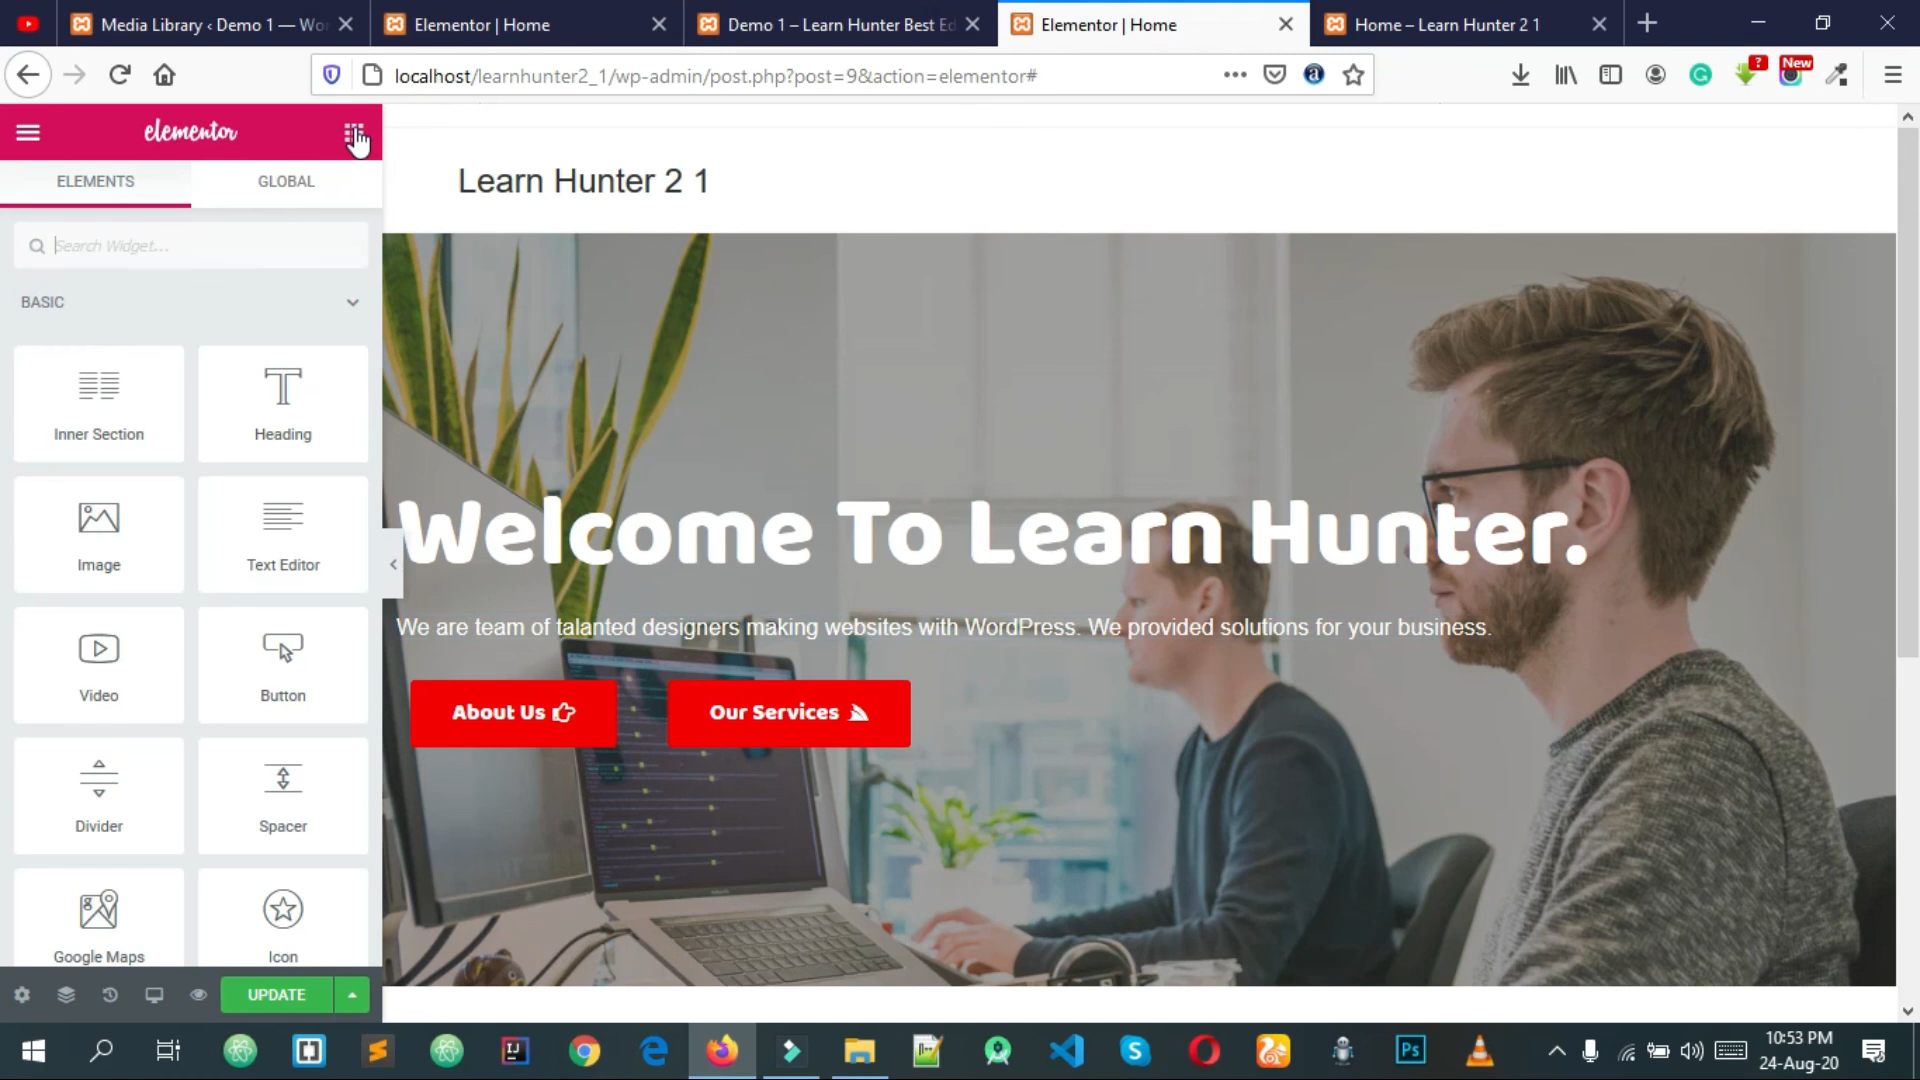 Media Library ‹ Demo 1 — Wo
Elementor | Home
Demo 1 – Learn Hunter Best Ed
Elementor | Home
Home – Learn Hunter 2 1
localhost/learnhunter2_1/wp-admin/post.php?post=9&action=elementor#
?
New
elementor
ELEMENTS
GLOBAL
Search Widget...
BASIC
Inner Section
Heading
Image
Text Editor
Video
Button
Divider
Spacer
Google Maps
Icon
UPDATE
Learn Hunter 2 1
Welcome To Learn Hunter.
We are team of talanted designers making websites with WordPress. We provided solutions for your business.
About Us
Our Services
10:53 PM
24-Aug-20